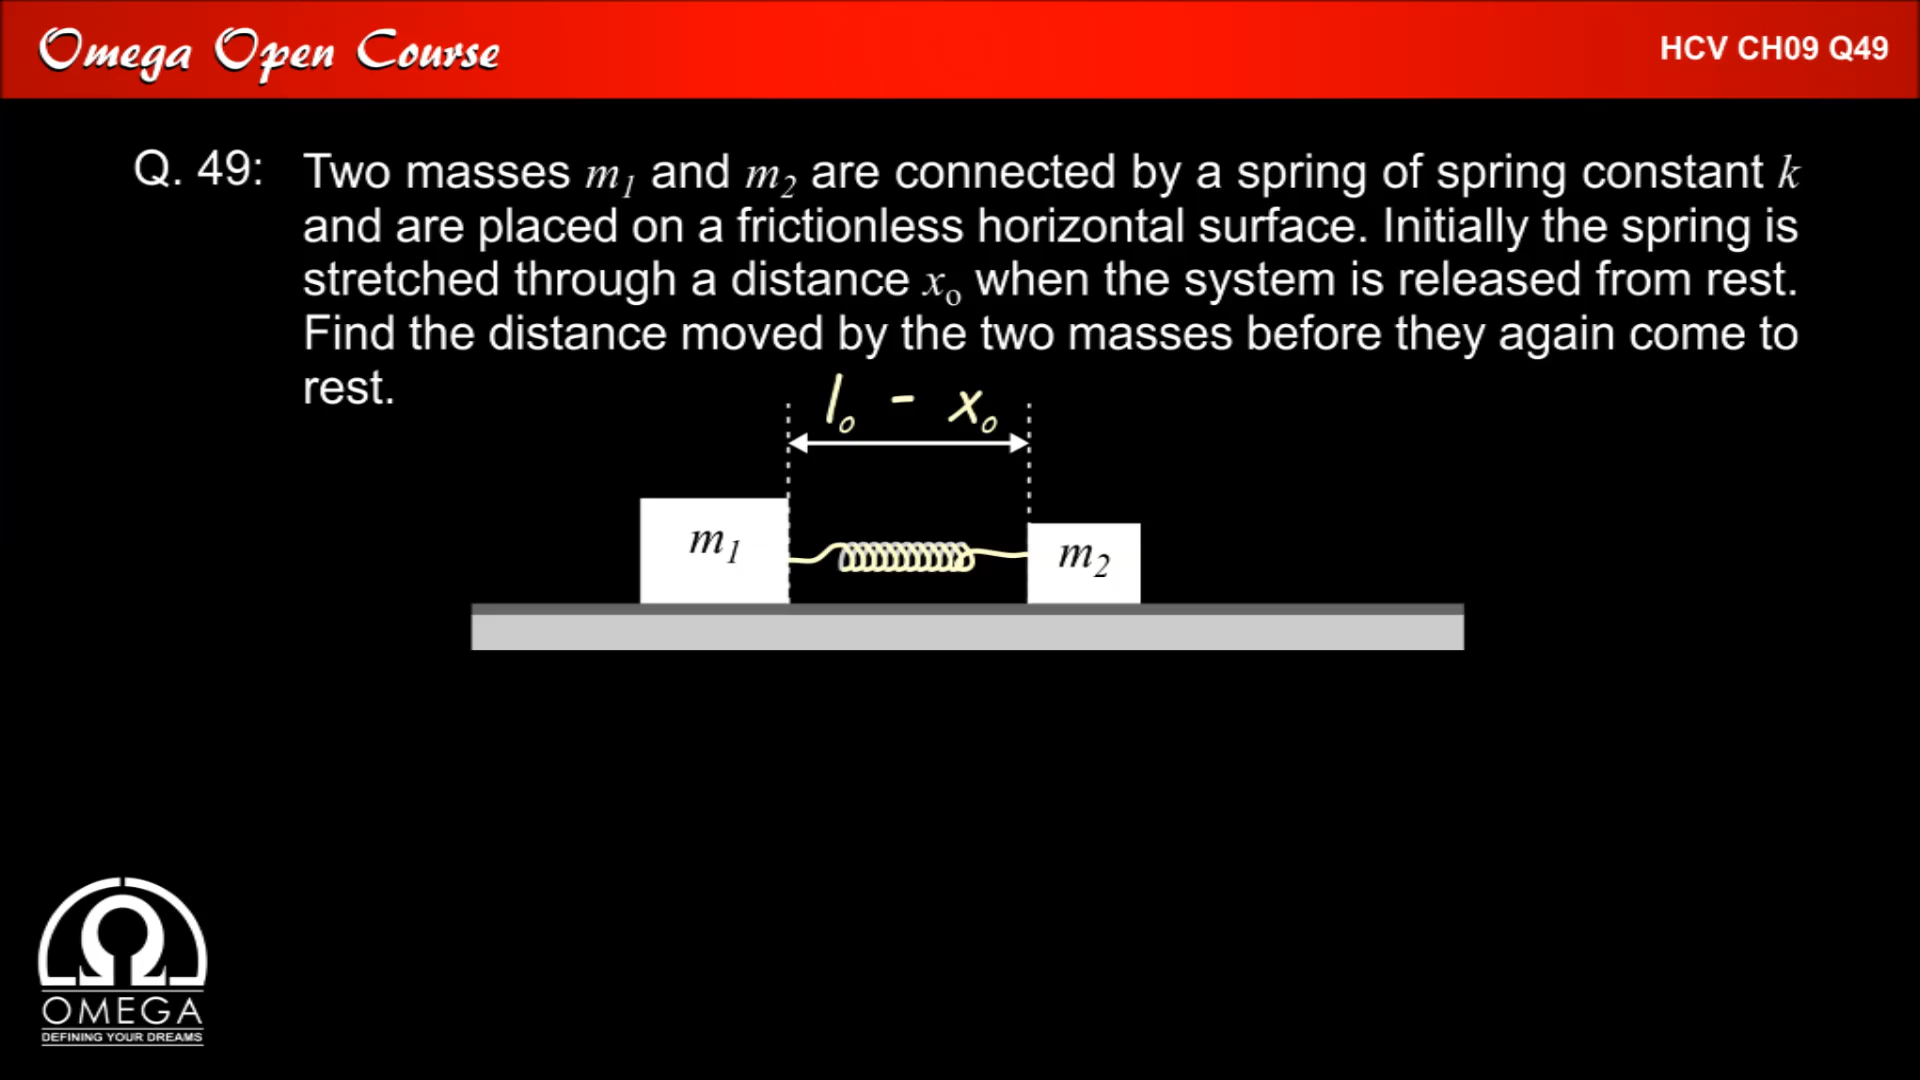 Omega Open Course
HCV CH09 Q49
Q. 49: Two masses m₁ and m₂ are connected by a spring of spring constant k
and are placed on a frictionless horizontal surface. Initially the spring is
stretched through a distance xₒ when the system is released from rest.
Find the distance moved by the two masses before they again come to
rest.
l₀ - x₀
m₁
m₂
OMEGA
DEFINING YOUR DREAMS